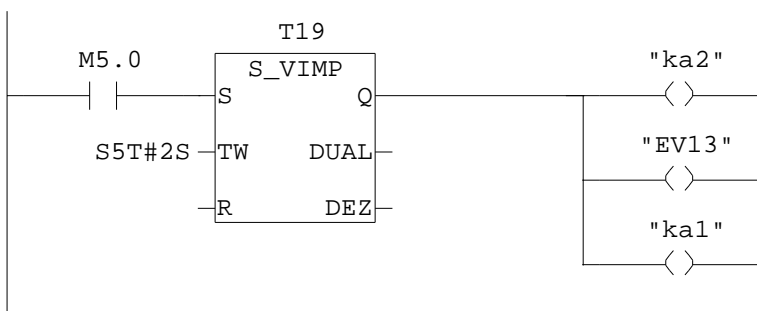 T19
M5.0
S_VIMP
"ka2"
S
Q
S5T#2S
TW
DUAL
"EV13"
R
DEZ
"ka1"